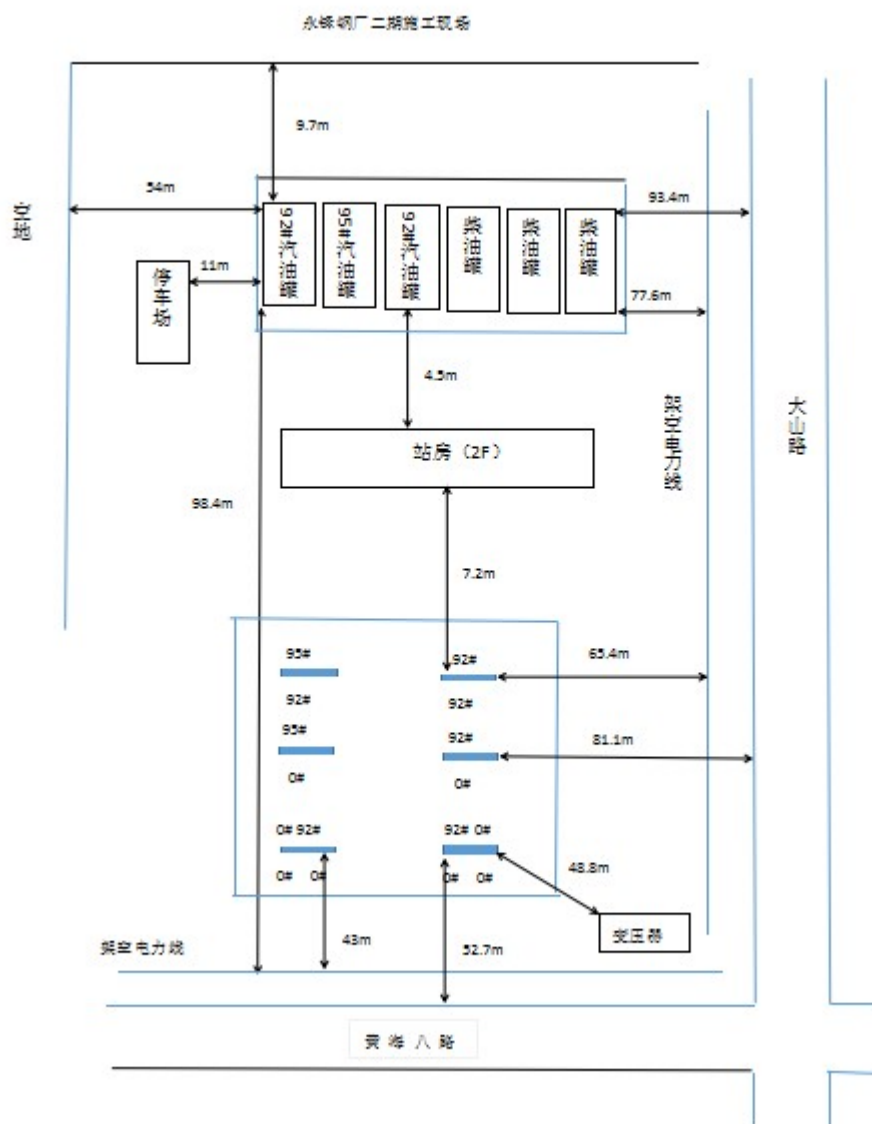 永锋钢厂二期施工现场
9.7m
54m
93.4m
92#汽油罐
95#汽油罐
92#汽油罐
柴油罐
柴油罐
柴油罐
停车场
11m
77.6m
4.5m
架空电力线
大山路
站房（2F）
98.4m
7.2m
95#
92#
65.4m
92#
92#
95#
92#
81.1m
0#
0#
0# 92#
92# 0#
48.8m
0# 0#
0# 0#
变压器
架空电力线
43m
52.7m
黄海八路